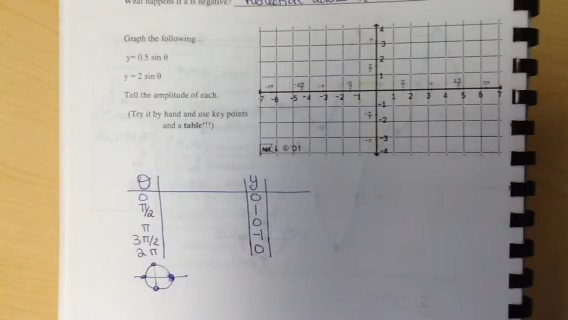 What happens if a is negative?
Graph the following...
y= 0.5 sin θ
y = 2 sin θ
Tell the amplitude of each.
(Try it by hand and use key points
and a table!!!)
4
3
2
1
7 -6 -5 -4 -3 -2 -1 1 2 3 4 5 6 7
-1
-2
-3
-4
θ y
0 0
π/2 1
π 0
3π/2 -1
2π 0